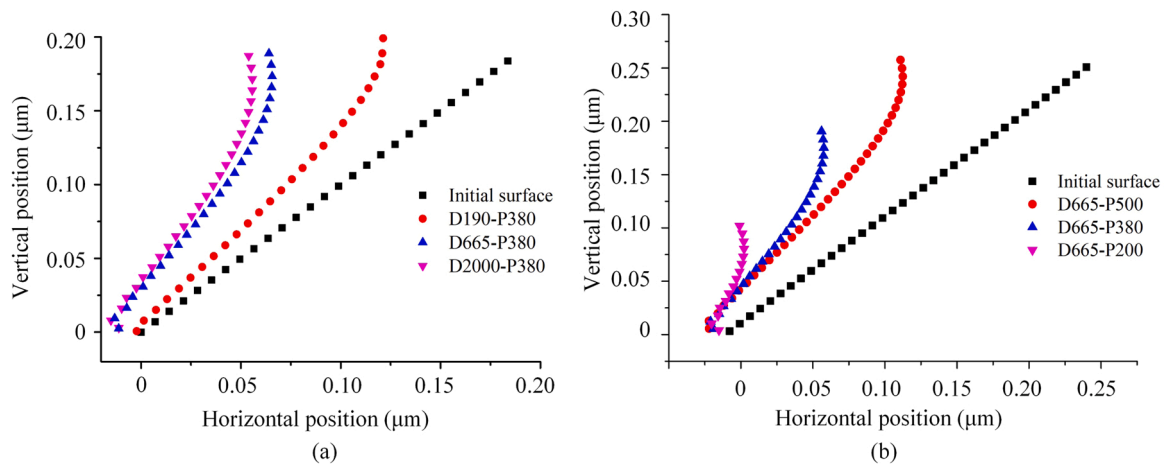 (a)
0.20
0.15
0.10
0.05
0
Vertical position (μm)
Initial surface
D190-P380
D665-P380
D2000-P380
0
0.05
0.10
0.15
0.20
Horizontal position (μm)
(a)
(b)
0.30
0.25
0.20
0.15
0.10
0.05
0
Vertical position (μm)
Initial surface
D665-P500
D665-P380
D665-P200
0
0.05
0.10
0.15
0.20
0.25
Horizontal position (μm)
(b)